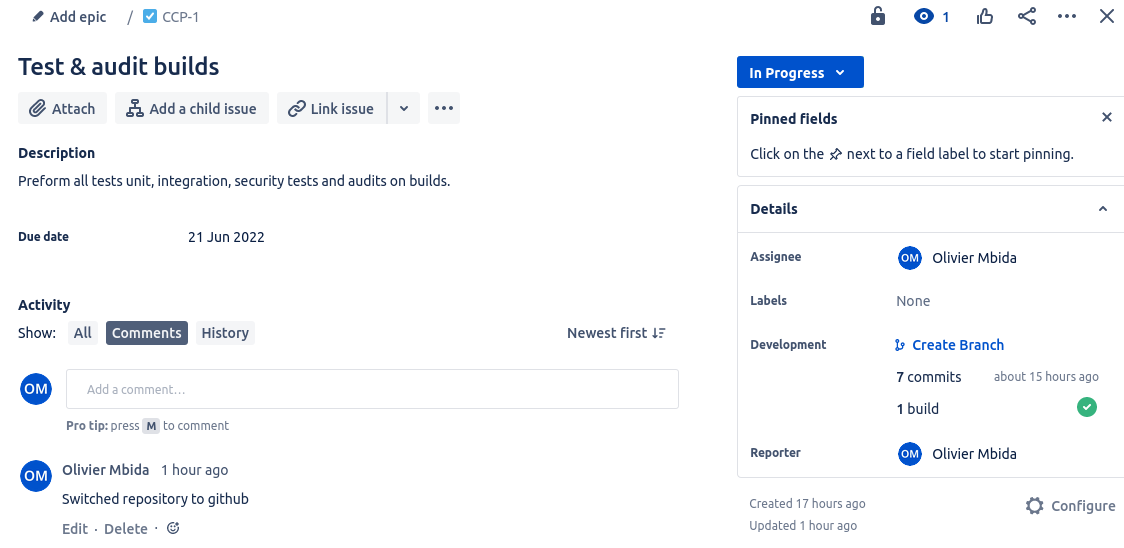 Add epic / CCP-1
1
Test & audit builds
In Progress
Attach
Add a child issue
Link issue
Pinned fields
Click on the next to a field label to start pinning.
Description
Preform all tests unit, integration, security tests and audits on builds.
Due date 21 Jun 2022
Activity
Show: All Comments History
Newest first
OM Add a comment...
Pro tip: press M to comment
OM Olivier Mbida 1 hour ago
Switched repository to github
Edit · Delete ·
Details
Assignee OM Olivier Mbida
Labels None
Development Create Branch
7 commits about 15 hours ago
1 build
Reporter OM Olivier Mbida
Created 17 hours ago
Configure
Updated 1 hour ago